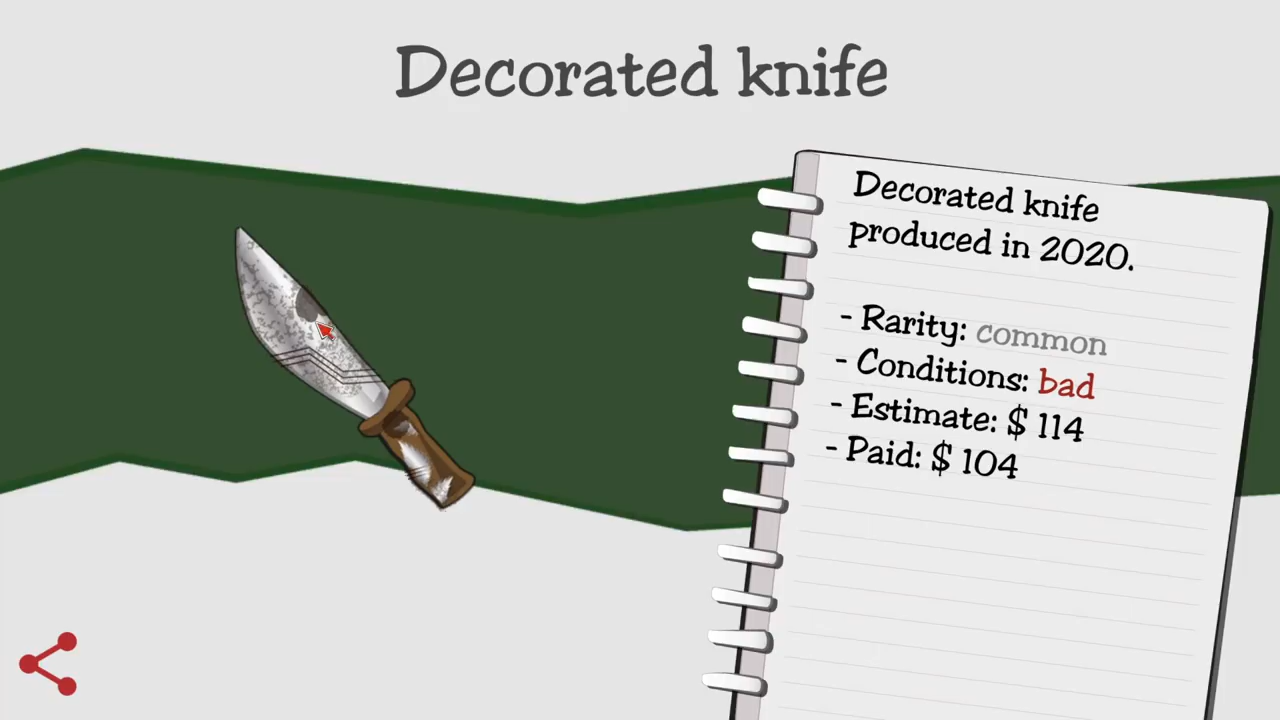 Decorated knife
Decorated knife
produced in 2020.
- Rarity: common
- Conditions: bad
- Estimate: $ 114
- Paid: $ 104